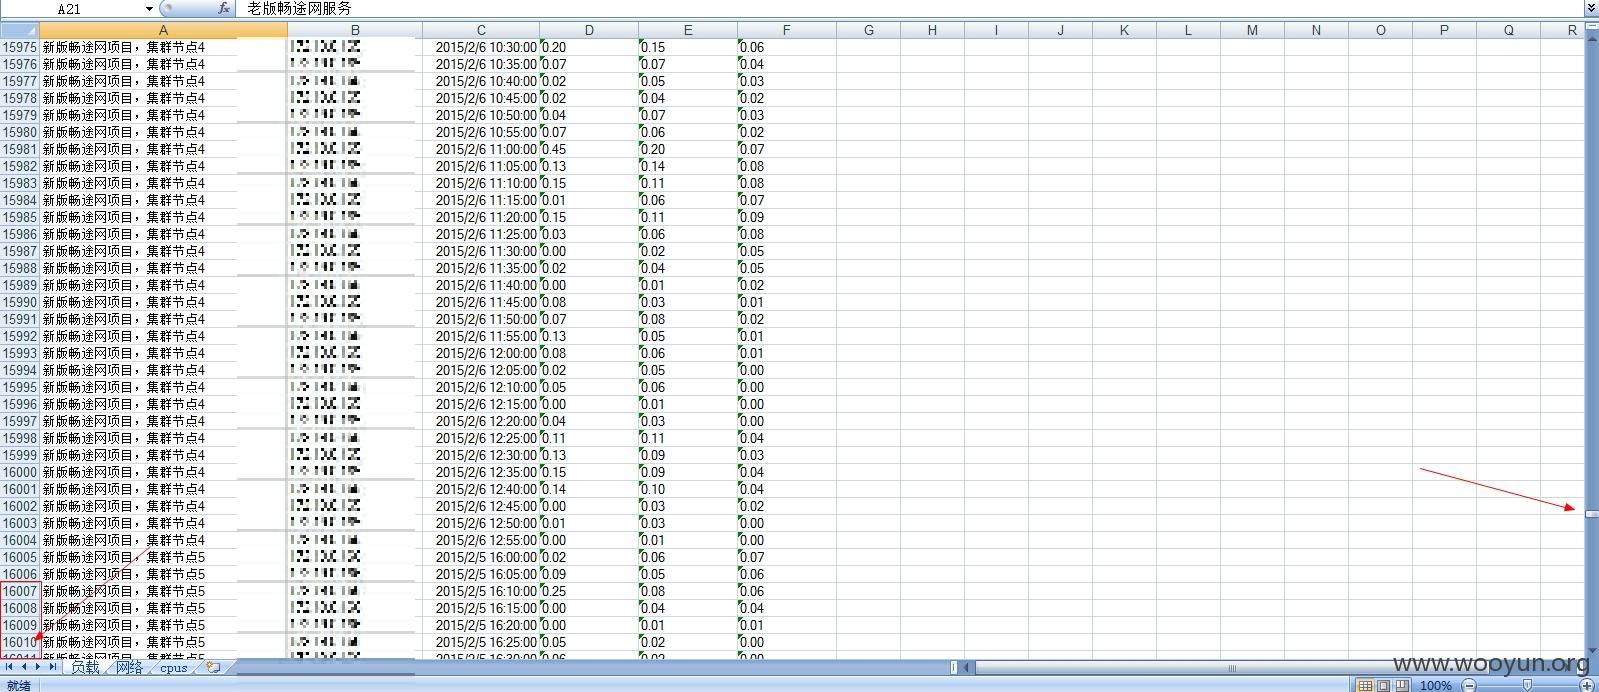 A21 fx 老版畅途网服务
A B C D E F G H I J K L M N O P Q R
15975 新版畅途网项目，集群节点4 2015/2/6 10:30:00 0.20 0.15 0.06
15976 新版畅途网项目，集群节点4 2015/2/6 10:35:00 0.07 0.07 0.04
15977 新版畅途网项目，集群节点4 2015/2/6 10:40:00 0.02 0.05 0.03
15978 新版畅途网项目，集群节点4 2015/2/6 10:45:00 0.02 0.04 0.02
15979 新版畅途网项目，集群节点4 2015/2/6 10:50:00 0.04 0.07 0.03
15980 新版畅途网项目，集群节点4 2015/2/6 10:55:00 0.07 0.06 0.02
15981 新版畅途网项目，集群节点4 2015/2/6 11:00:00 0.45 0.20 0.07
15982 新版畅途网项目，集群节点4 2015/2/6 11:05:00 0.13 0.14 0.08
15983 新版畅途网项目，集群节点4 2015/2/6 11:10:00 0.15 0.11 0.08
15984 新版畅途网项目，集群节点4 2015/2/6 11:15:00 0.01 0.06 0.07
15985 新版畅途网项目，集群节点4 2015/2/6 11:20:00 0.15 0.11 0.09
15986 新版畅途网项目，集群节点4 2015/2/6 11:25:00 0.03 0.06 0.08
15987 新版畅途网项目，集群节点4 2015/2/6 11:30:00 0.00 0.02 0.05
15988 新版畅途网项目，集群节点4 2015/2/6 11:35:00 0.02 0.04 0.05
15989 新版畅途网项目，集群节点4 2015/2/6 11:40:00 0.00 0.01 0.02
15990 新版畅途网项目，集群节点4 2015/2/6 11:45:00 0.08 0.03 0.01
15991 新版畅途网项目，集群节点4 2015/2/6 11:50:00 0.07 0.08 0.02
15992 新版畅途网项目，集群节点4 2015/2/6 11:55:00 0.13 0.05 0.01
15993 新版畅途网项目，集群节点4 2015/2/6 12:00:00 0.08 0.06 0.01
15994 新版畅途网项目，集群节点4 2015/2/6 12:05:00 0.02 0.05 0.00
15995 新版畅途网项目，集群节点4 2015/2/6 12:10:00 0.05 0.06 0.00
15996 新版畅途网项目，集群节点4 2015/2/6 12:15:00 0.00 0.01 0.00
15997 新版畅途网项目，集群节点4 2015/2/6 12:20:00 0.04 0.03 0.00
15998 新版畅途网项目，集群节点4 2015/2/6 12:25:00 0.11 0.11 0.04
15999 新版畅途网项目，集群节点4 2015/2/6 12:30:00 0.13 0.09 0.03
16000 新版畅途网项目，集群节点4 2015/2/6 12:35:00 0.15 0.09 0.04
16001 新版畅途网项目，集群节点4 2015/2/6 12:40:00 0.14 0.10 0.04
16002 新版畅途网项目，集群节点4 2015/2/6 12:45:00 0.00 0.03 0.02
16003 新版畅途网项目，集群节点4 2015/2/6 12:50:00 0.01 0.03 0.00
16004 新版畅途网项目，集群节点4 2015/2/6 12:55:00 0.00 0.01 0.00
16005 新版畅途网项目，集群节点5 2015/2/5 16:00:00 0.02 0.06 0.07
16006 新版畅途网项目，集群节点5 2015/2/5 16:05:00 0.09 0.05 0.06
16007 新版畅途网项目，集群节点5 2015/2/5 16:10:00 0.25 0.08 0.06
16008 新版畅途网项目，集群节点5 2015/2/5 16:15:00 0.00 0.04 0.04
16009 新版畅途网项目，集群节点5 2015/2/5 16:20:00 0.00 0.01 0.01
16010 新版畅途网项目，集群节点5 2015/2/5 16:25:00 0.05 0.02 0.00
负载 网络 cpus
www.wooyun.org
就绪 100%